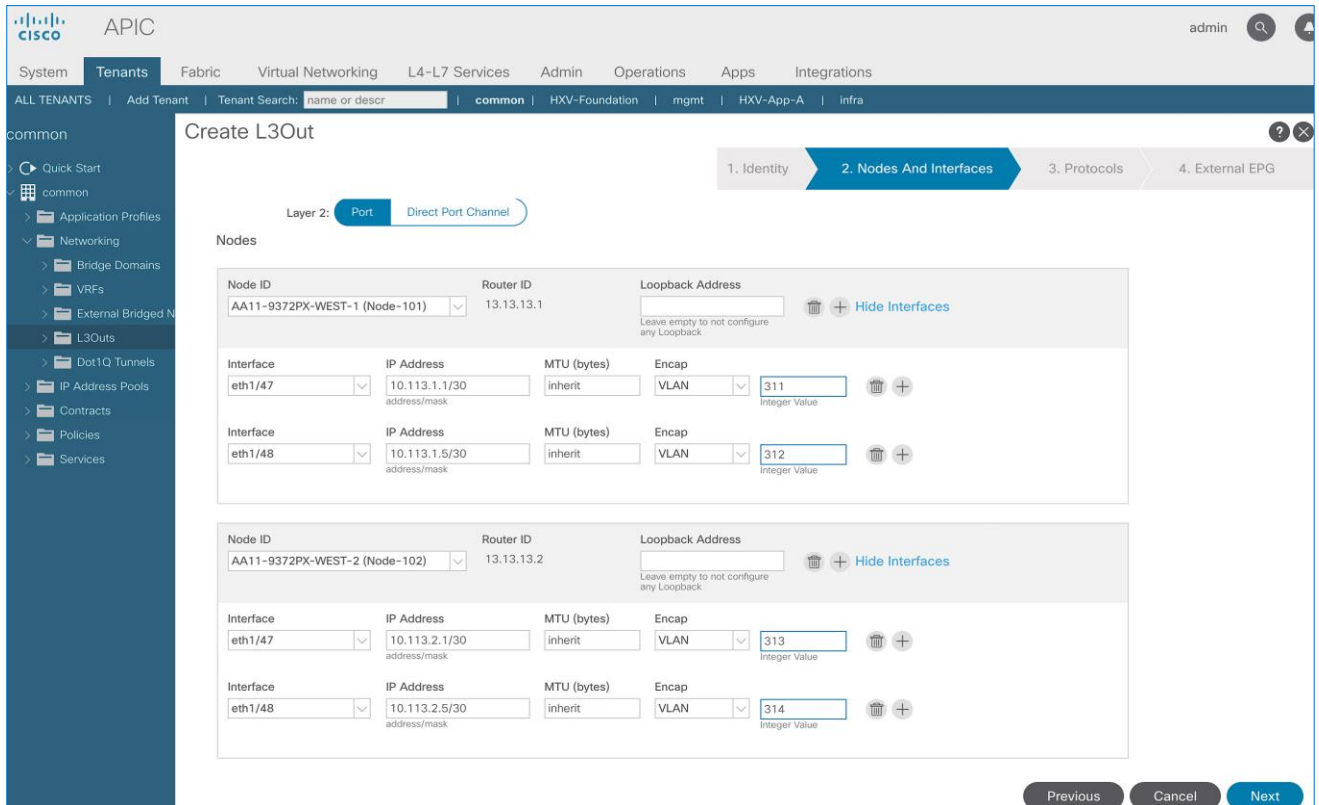 CISCO
APIC
admin
System Tenants Fabric Virtual Networking L4-L7 Services Admin Operations Apps Integrations
ALL TENANTS | Add Tenant | Tenant Search: name or descr | common | HXV-Foundation | mgmt | HXV-App-A | infra
common
Quick Start
common
Application Profiles
Networking
Bridge Domains
VRFs
External Bridged N
L3Outs
Dot1Q Tunnels
IP Address Pools
Contracts
Policies
Services
Create L3Out
?
1. Identity 2. Nodes And Interfaces 3. Protocols 4. External EPG
Layer 2: Port Direct Port Channel
Nodes
Node ID Router ID Loopback Address
AA11-9372PX-WEST-1 (Node-101) 13.13.13.1 Hide Interfaces
Leave empty to not configure
any Loopback
Interface IP Address MTU (bytes) Encap
eth1/47 10.113.1.1/30 inherit VLAN 311
address/mask Integer Value
Interface IP Address MTU (bytes) Encap
eth1/48 10.113.1.5/30 inherit VLAN 312
address/mask Integer Value
Node ID Router ID Loopback Address
AA11-9372PX-WEST-2 (Node-102) 13.13.13.2 Hide Interfaces
Leave empty to not configure
any Loopback
Interface IP Address MTU (bytes) Encap
eth1/47 10.113.2.1/30 inherit VLAN 313
address/mask Integer Value
Interface IP Address MTU (bytes) Encap
eth1/48 10.113.2.5/30 inherit VLAN 314
address/mask Integer Value
Previous Cancel Next